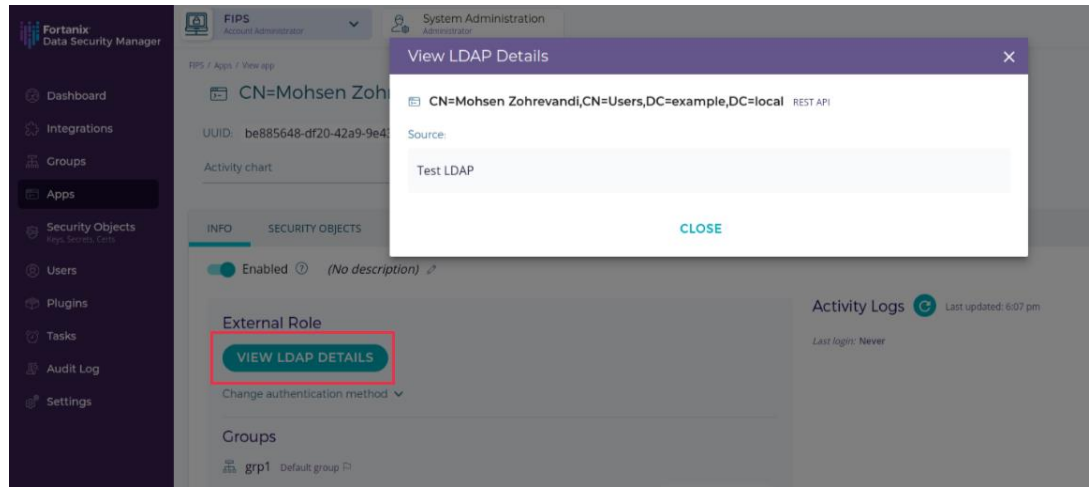 Fortanix
Data Security Manager
FIPS
Account Administrator
System Administration
Administrator
Dashboard
Integrations
Groups
Apps
Security Objects
Keys, Secrets, Certs
Users
Plugins
Tasks
Audit Log
Settings
FIPS / Apps / View app
CN=Mohsen Zohr
UUID: be885648-df20-42a9-9e43
Activity chart
View LDAP Details
CN=Mohsen Zohrevandi,CN=Users,DC=example,DC=local REST API
Source:
Test LDAP
CLOSE
INFO SECURITY OBJECTS
Enabled (No description)
External Role
VIEW LDAP DETAILS
Change authentication method
Groups
grp1 Default group
Activity Logs Last updated: 6:07 pm
Last login: Never